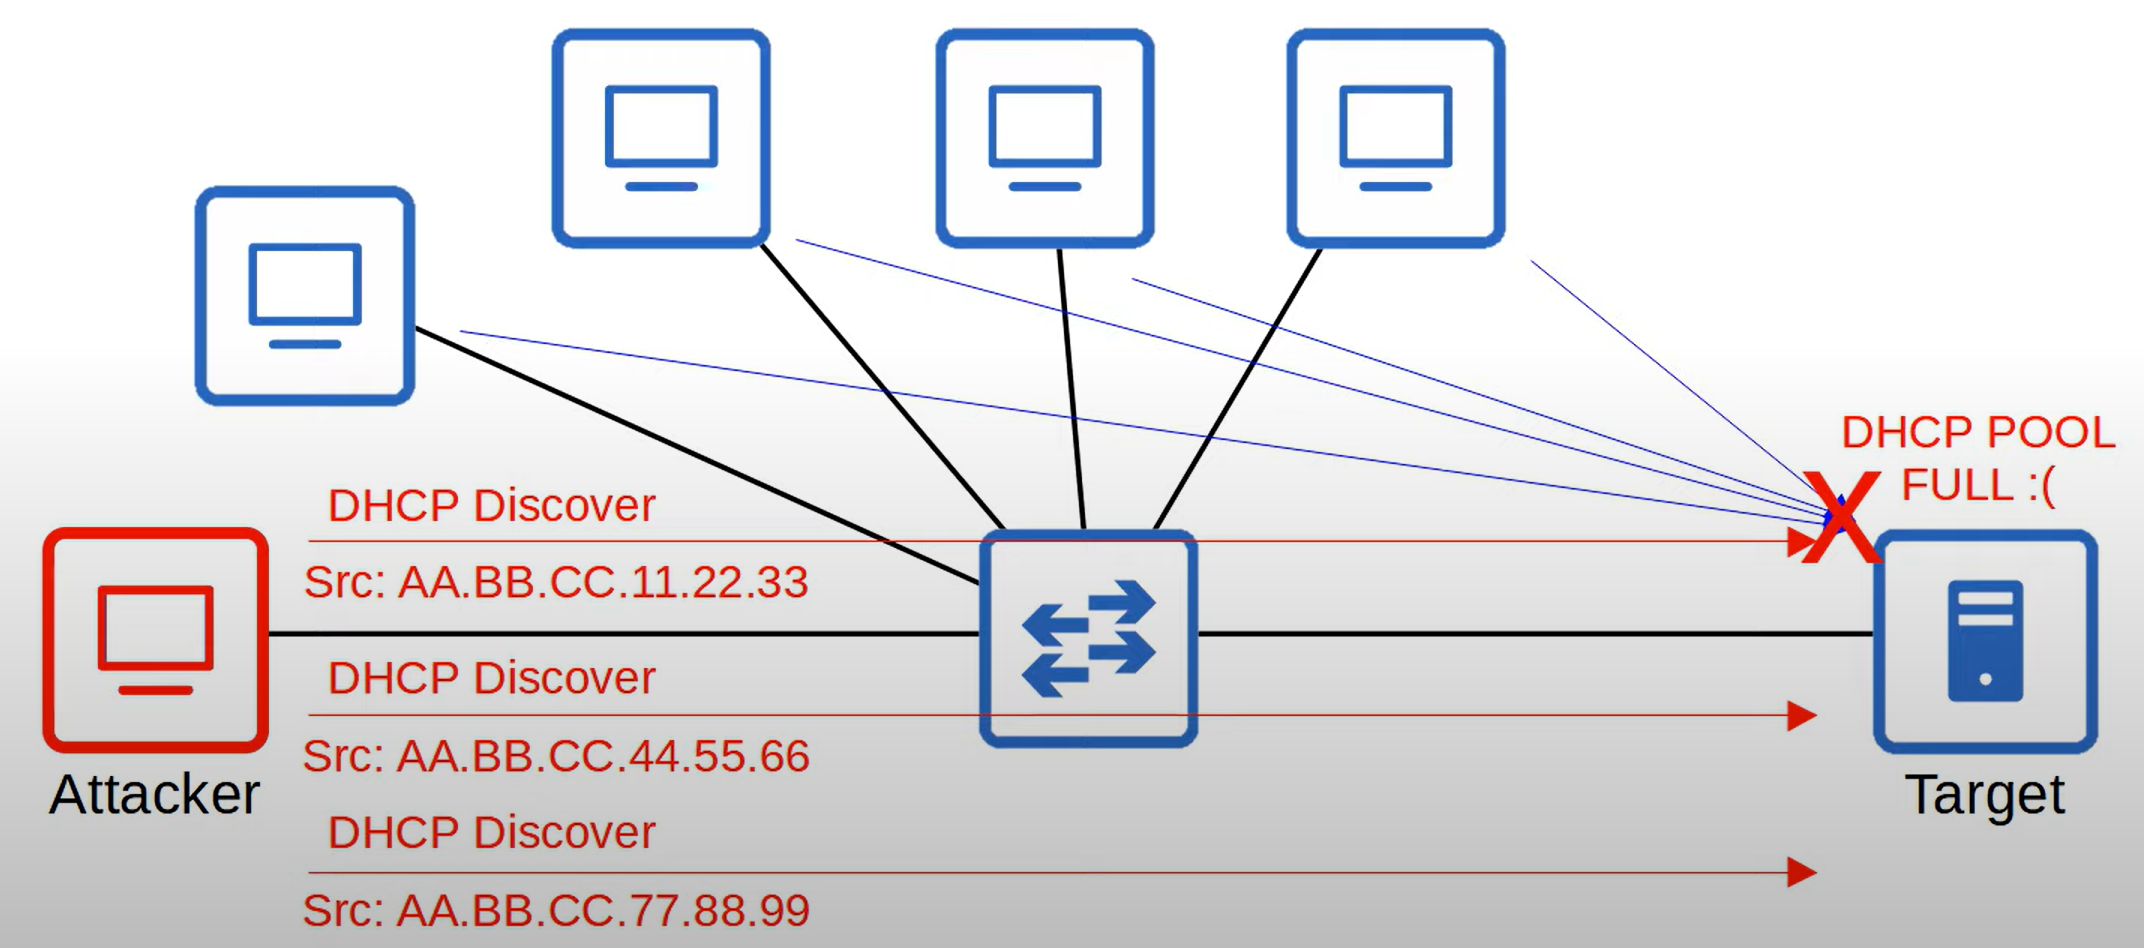 DHCP POOL
FULL :(
DHCP Discover
Src: AA.BB.CC.11.22.33
DHCP Discover
Src: AA.BB.CC.44.55.66
Attacker
Target
DHCP Discover
Src: AA.BB.CC.77.88.99
X